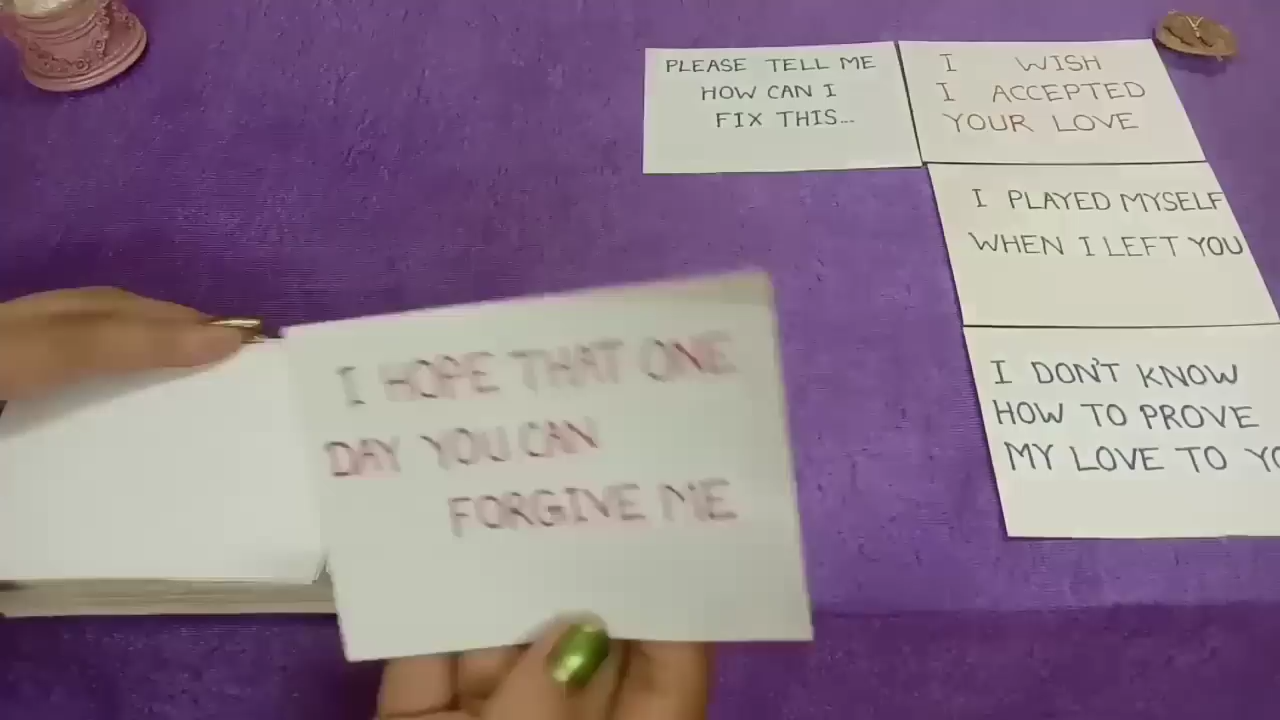 PLEASE TELL ME
HOW CAN I
FIX THIS...
I WISH
I ACCEPTED
YOUR LOVE
I PLAYED MYSELF
WHEN I LEFT YOU
I DON'T KNOW
HOW TO PROVE
MY LOVE TO YO
I HOPE THAT ONE
DAY YOU CAN
FORGIVE ME